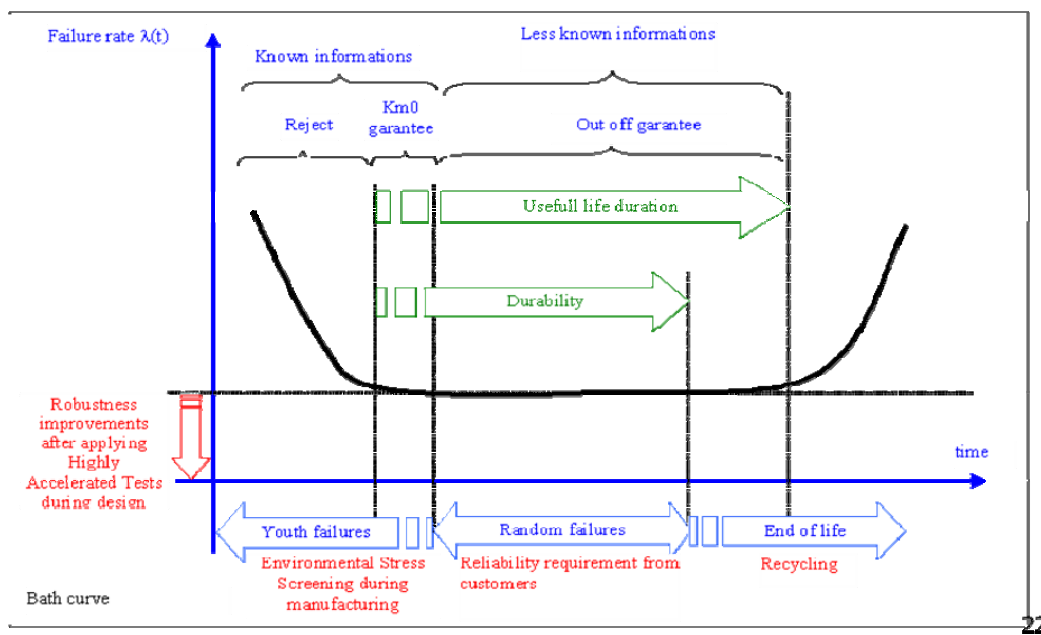 Failure rate λ(t)
Less known informations
Known informations
Km0
garantee
Reject
Out off garantee
Usefull life duration
Durability
Robustness
improvements
after applying
Highly
Accelerated Tests
during design
time
Youth failures
Random failures
End of life
Environmental Stress
Screening during
manufacturing
Reliability requirement from
customers
Recycling
Bath curve
22